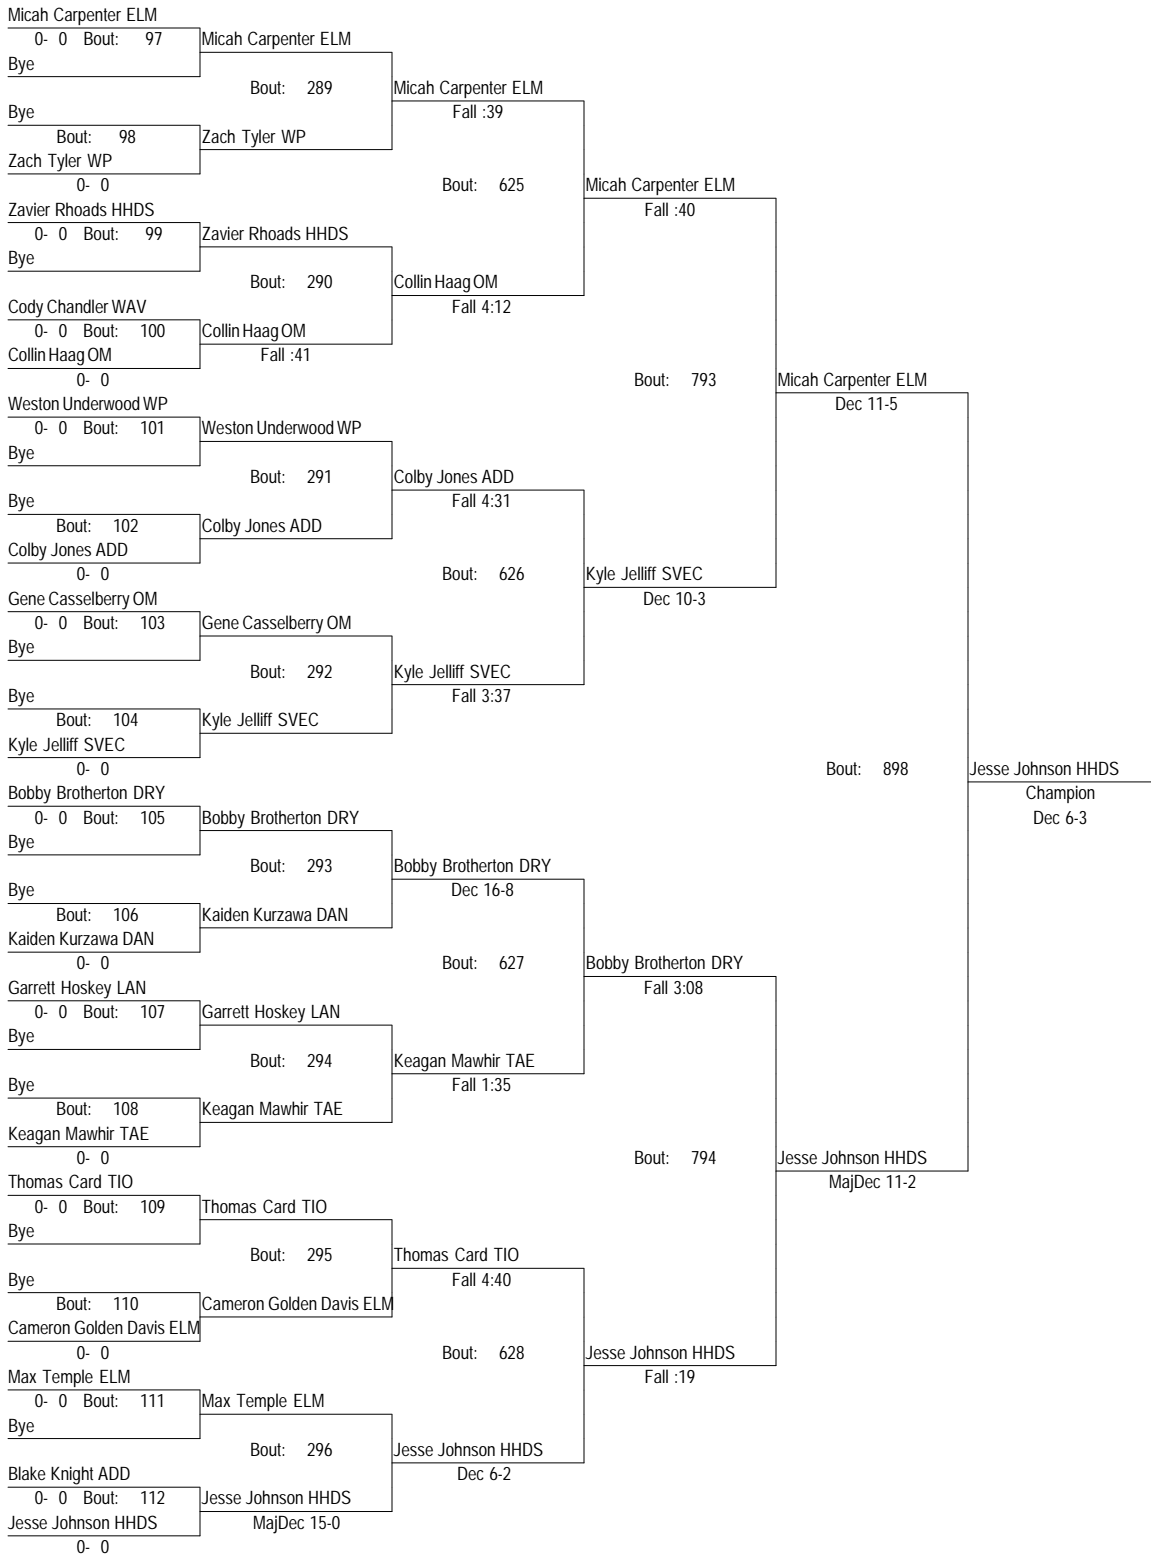 Micah Carpenter ELM
0- 0 Bout: 97 Micah Carpenter ELM
Bye
Bout: 289 Micah Carpenter ELM
Bye Fall :39
Bout: 98 Zach Tyler WP
Zach Tyler WP
0- 0 Bout: 625 Micah Carpenter ELM
Zavier Rhoads HHDS Fall :40
0- 0 Bout: 99 Zavier Rhoads HHDS
Bye
Bout: 290 Collin Haag OM
Cody Chandler WAV Fall 4:12
0- 0 Bout: 100 Collin Haag OM
Collin Haag OM Fall :41
0- 0 Bout: 793 Micah Carpenter ELM
Weston Underwood WP Dec 11-5
0- 0 Bout: 101 Weston Underwood WP
Bye
Bout: 291 Colby Jones ADD
Bye Fall 4:31
Bout: 102 Colby Jones ADD
Colby Jones ADD
0- 0 Bout: 626 Kyle Jelliff SVEC
Gene Casselberry OM Dec 10-3
0- 0 Bout: 103 Gene Casselberry OM
Bye
Bout: 292 Kyle Jelliff SVEC
Bye Fall 3:37
Bout: 104 Kyle Jelliff SVEC
Kyle Jelliff SVEC
0- 0 Bout: 898 Jesse Johnson HHDS
Bobby Brotherton DRY Champion
0- 0 Bout: 105 Bobby Brotherton DRY Dec 6-3
Bye
Bout: 293 Bobby Brotherton DRY
Bye Dec 16-8
Bout: 106 Kaiden Kurzawa DAN
Kaiden Kurzawa DAN
0- 0 Bout: 627 Bobby Brotherton DRY
Garrett Hoskey LAN Fall 3:08
0- 0 Bout: 107 Garrett Hoskey LAN
Bye
Bout: 294 Keagan Mawhir TAE
Bye Fall 1:35
Bout: 108 Keagan Mawhir TAE
Keagan Mawhir TAE
0- 0 Bout: 794 Jesse Johnson HHDS
Thomas Card TIO MajDec 11-2
0- 0 Bout: 109 Thomas Card TIO
Bye
Bout: 295 Thomas Card TIO
Bye Fall 4:40
Bout: 110 Cameron Golden Davis ELM
Cameron Golden Davis ELM
0- 0 Bout: 628 Jesse Johnson HHDS
Max Temple ELM Fall :19
0- 0 Bout: 111 Max Temple ELM
Bye
Bout: 296 Jesse Johnson HHDS
Blake Knight ADD Dec 6-2
0- 0 Bout: 112 Jesse Johnson HHDS
Jesse Johnson HHDS MajDec 15-0
0- 0